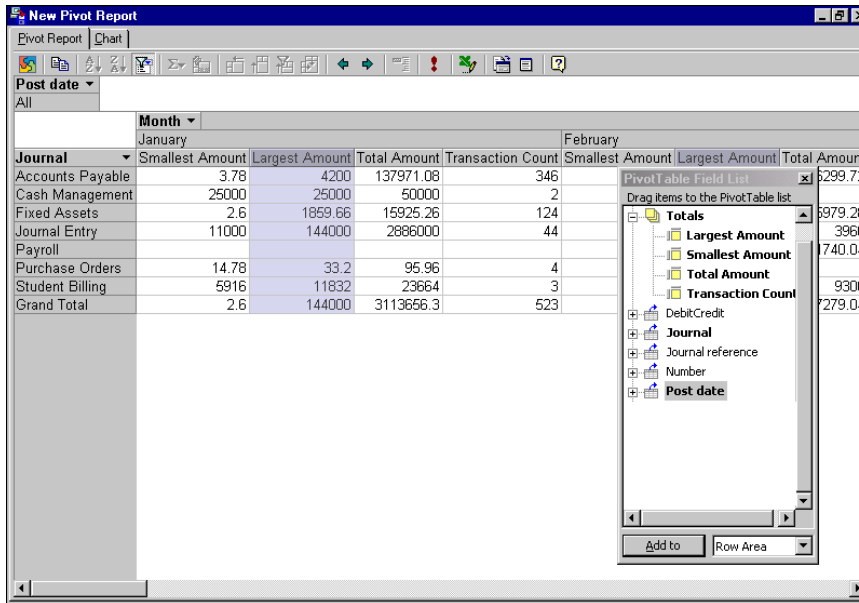 New Pivot Report
Pivot Report Chart
Post date
All
Month
January February
Journal Smallest Amount Largest Amount Total Amount Transaction Count Smallest Amount Largest Amount Total Amoun
Accounts Payable 3.78 4200 137971.08 346
Cash Management 25000 25000 50000 2
Fixed Assets 2.6 1859.66 15925.26 124
Journal Entry 11000 144000 2886000 44
Payroll
Purchase Orders 14.78 33.2 95.96 4
Student Billing 5916 11832 23664 3
Grand Total 2.6 144000 3113656.3 523
PivotTable Field List
Drag items to the PivotTable list
Totals
Largest Amount
Smallest Amount
Total Amount
Transaction Count
DebitCredit
Journal
Journal reference
Number
Post date
Add to Row Area